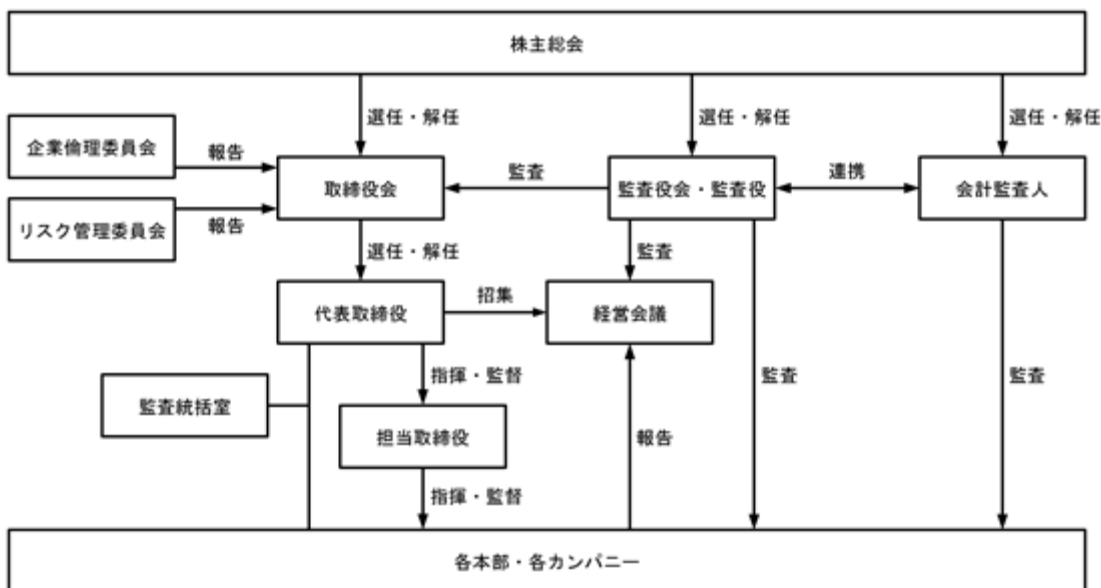 株主総会
選任・解任
選任・解任
選任・解任
企業倫理委員会
報告
取締役会
監査
監査役会・監査役
連携
会計監査人
リスク管理委員会
報告
選任・解任
監査
代表取締役
招集
経営会議
指揮・監督
監査
監査
監査統括室
担当取締役
報告
指揮・監督
各本部・各カンパニー